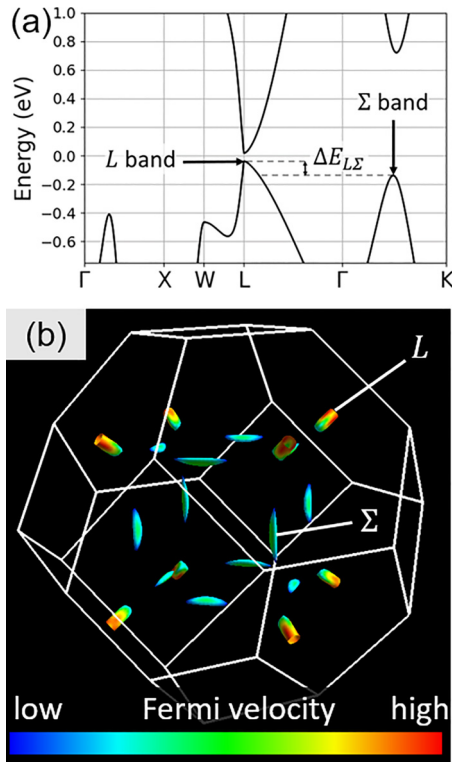 (a)
Energy (eV)
1.0
0.8
0.6
0.4
0.2
0.0
−0.2
−0.4
−0.6
L band
ΔE_LΣ
Σ band
Γ X W L Γ K
(b)
L
Σ
low Fermi velocity high